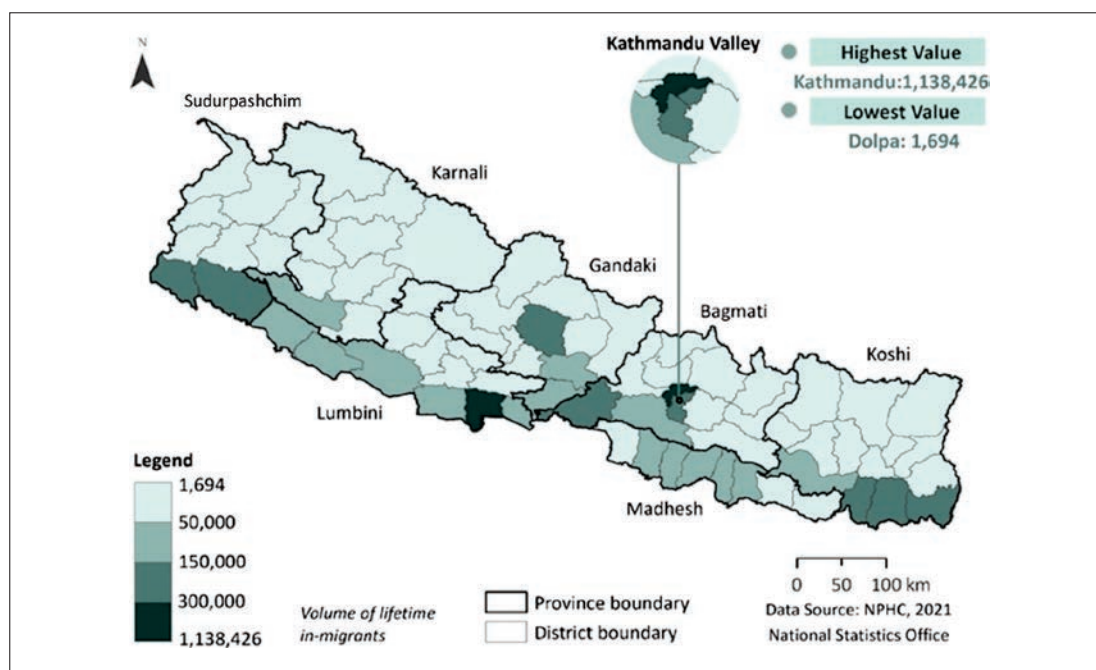 N
Kathmandu Valley
Highest Value
Kathmandu:1,138,426
Lowest Value
Dolpa: 1,694
Sudurpashchim
Karnali
Gandaki
Bagmati
Koshi
Lumbini
Madhesh
Legend
1,694
50,000
150,000
300,000
1,138,426
Volume of lifetime
in-migrants
Province boundary
District boundary
0 50 100 km
Data Source: NPHC, 2021
National Statistics Office